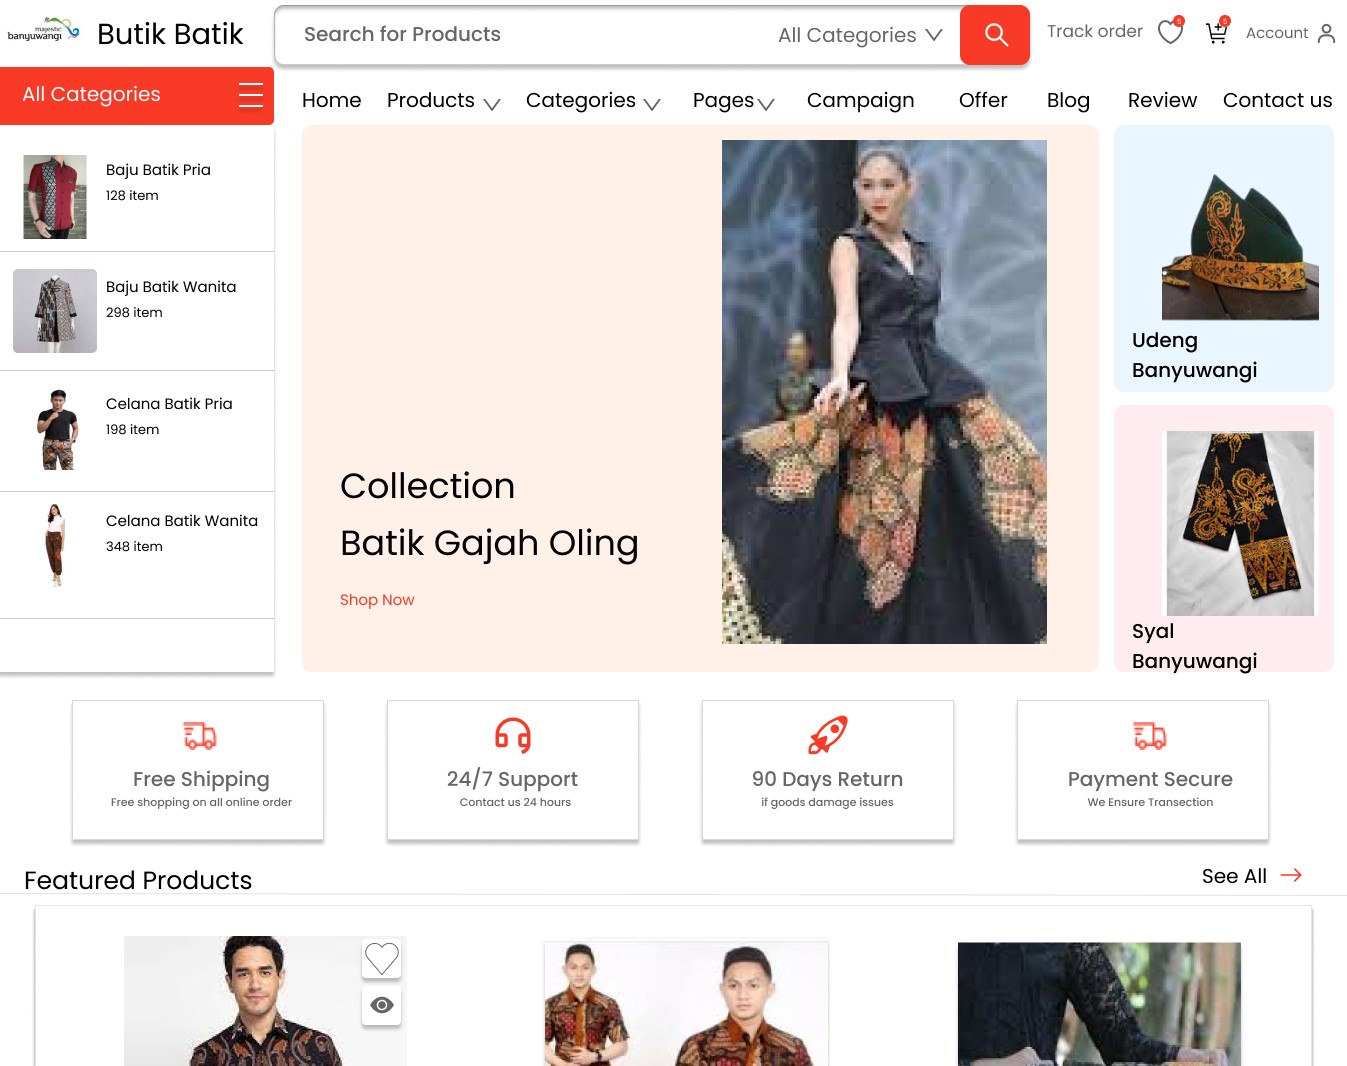 majestic
banyuwangi
Butik Batik
Search for Products
All Categories
Track order
5
5
Account
All Categories
Home
Products
Categories
Pages
Campaign
Offer
Blog
Review
Contact us
Baju Batik Pria
128 item
Baju Batik Wanita
298 item
Celana Batik Pria
198 item
Celana Batik Wanita
348 item
Collection
Batik Gajah Oling
Shop Now
Udeng
Banyuwangi
Syal
Banyuwangi
Free Shipping
Free shopping on all online order
24/7 Support
Contact us 24 hours
90 Days Return
if goods damage issues
Payment Secure
We Ensure Transection
Featured Products
See All